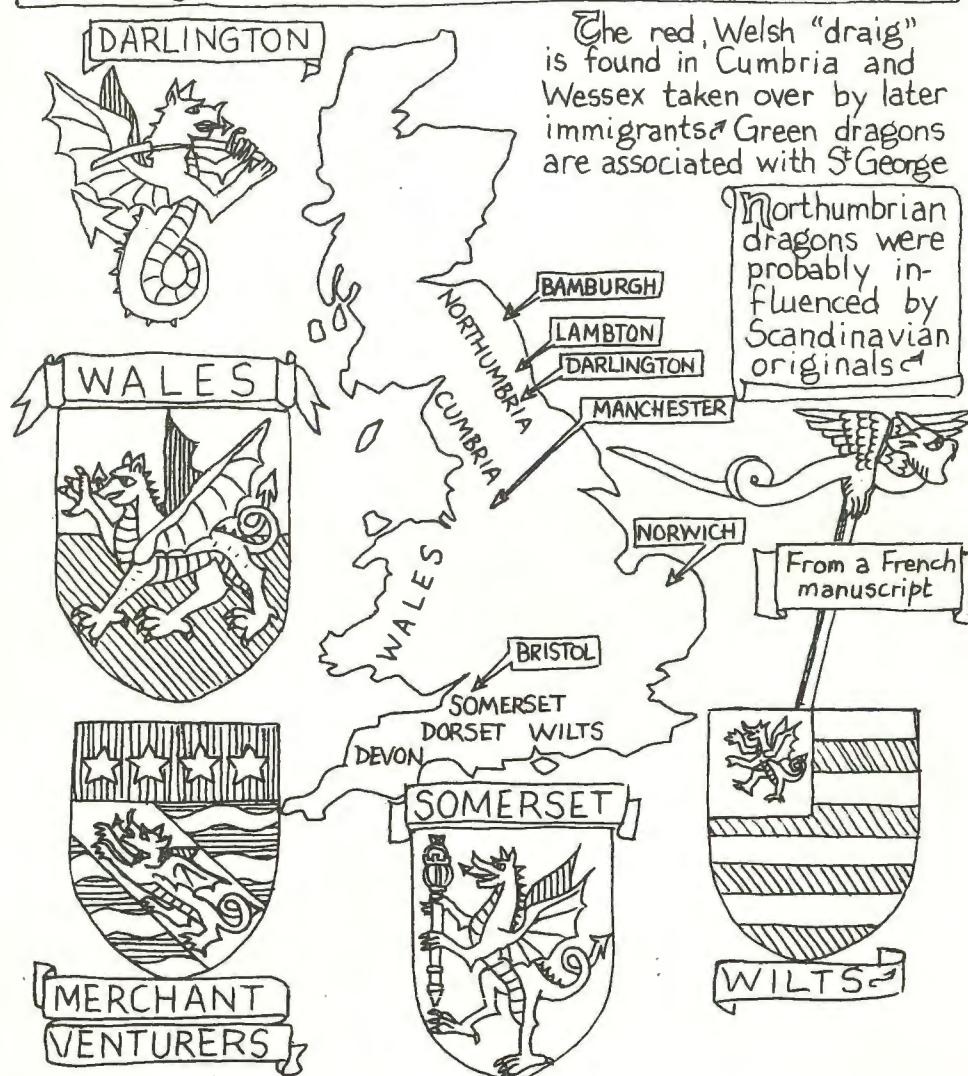 DARLINGTON
The red, Welsh "draig"
is found in Cumbria and
Wessex taken over by later
immigrants. Green dragons
are associated with St George
Northumbrian
dragons were
probably in-
fluenced by
Scandinavian
originals
BAMBURGH
LAMBTON
DARLINGTON
MANCHESTER
NORTHUMBRIA
CUMBRIA
WALES
NORWICH
From a French
manuscript
WALES
BRISTOL
SOMERSET
DORSET WILTS
DEVON
SOMERSET
MERCHANT
VENTURERS
WILTS